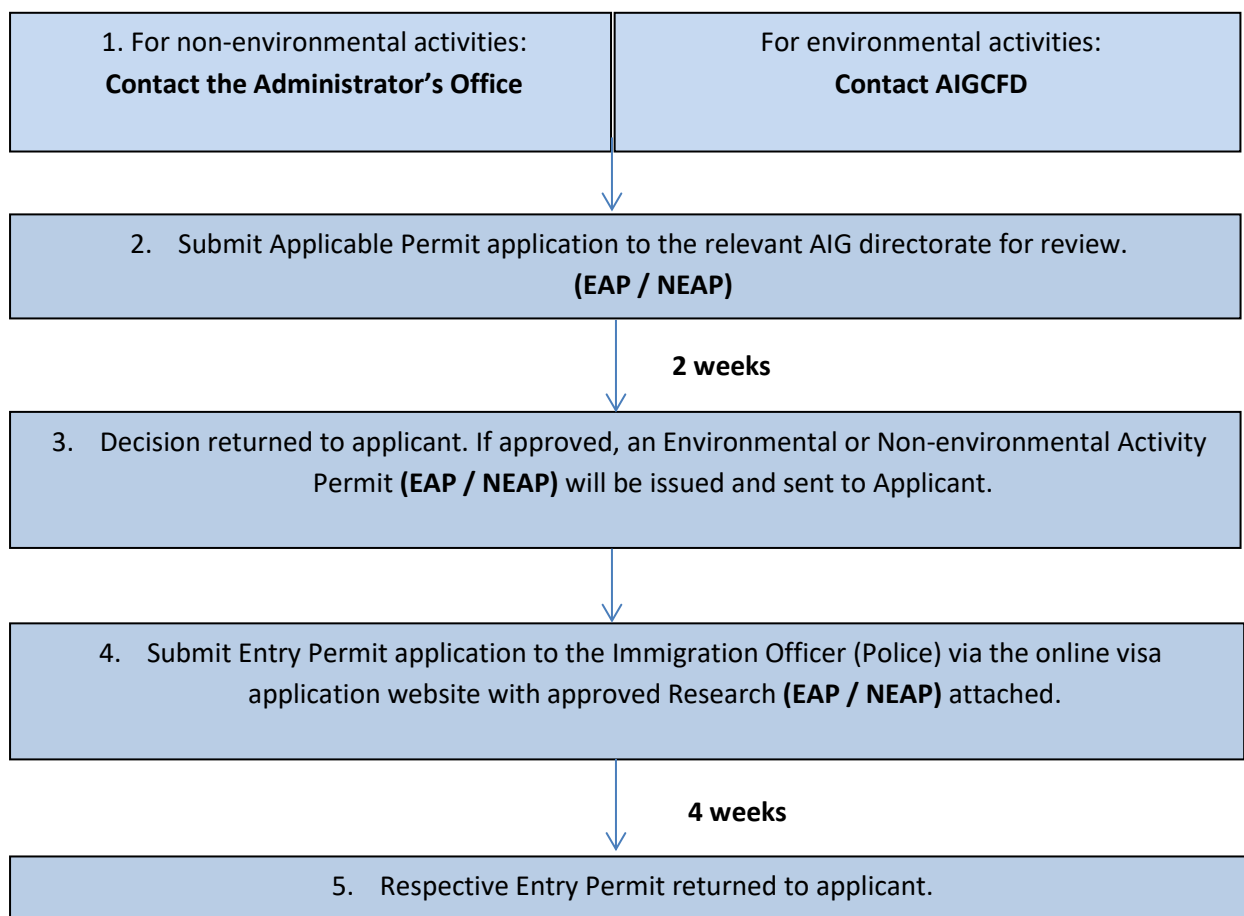 1. For non-environmental activities:
Contact the Administrator’s Office
For environmental activities:
Contact AIGCFD
2. Submit Applicable Permit application to the relevant AIG directorate for review.
(EAP / NEAP)
2 weeks
3. Decision returned to applicant. If approved, an Environmental or Non-environmental Activity
Permit (EAP / NEAP) will be issued and sent to Applicant.
4. Submit Entry Permit application to the Immigration Officer (Police) via the online visa
application website with approved Research (EAP / NEAP) attached.
4 weeks
5. Respective Entry Permit returned to applicant.